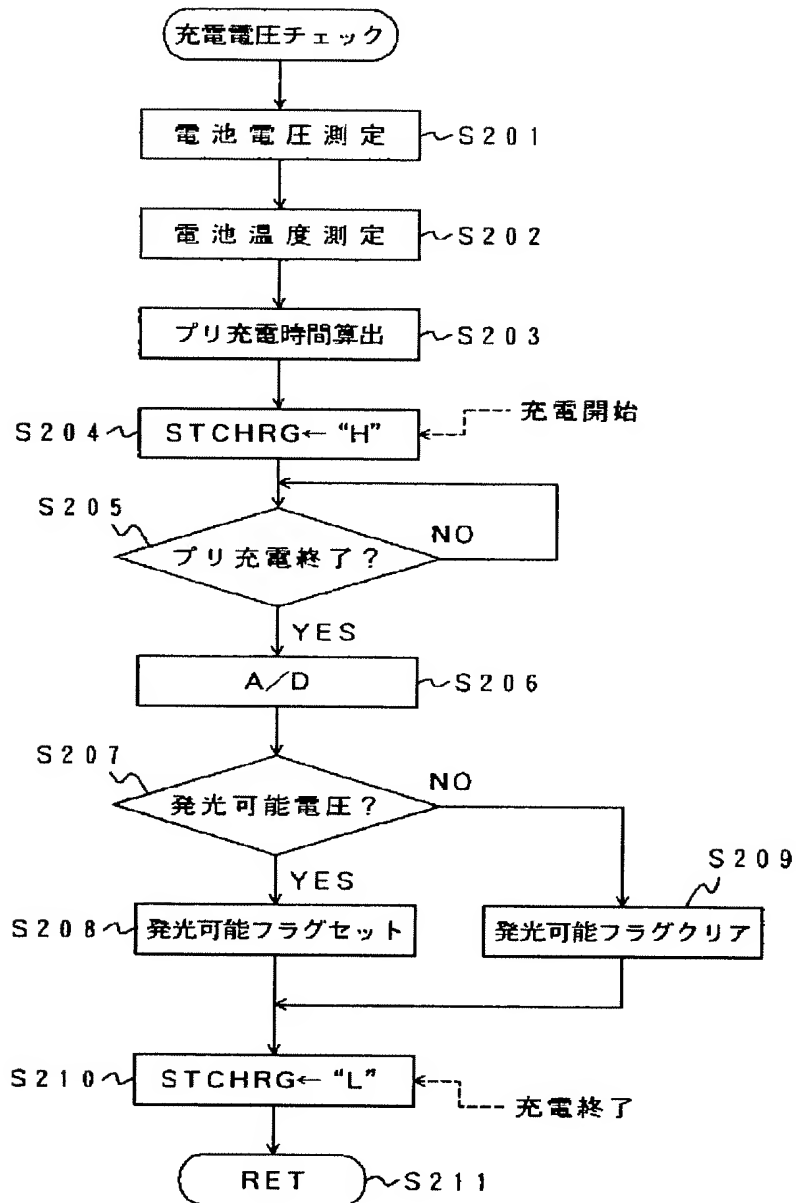 充電電圧チェック
電池電圧測定 S201
電池温度測定 S202
プリ充電時間算出 S203
S204 STCHRG←“H” 充電開始
S205
プリ充電終了? NO
YES
A/D S206
S207
発光可能電圧? NO
YES
S209
S208 発光可能フラグセット 発光可能フラグクリア
S210 STCHRG←“L” 充電終了
RET S211